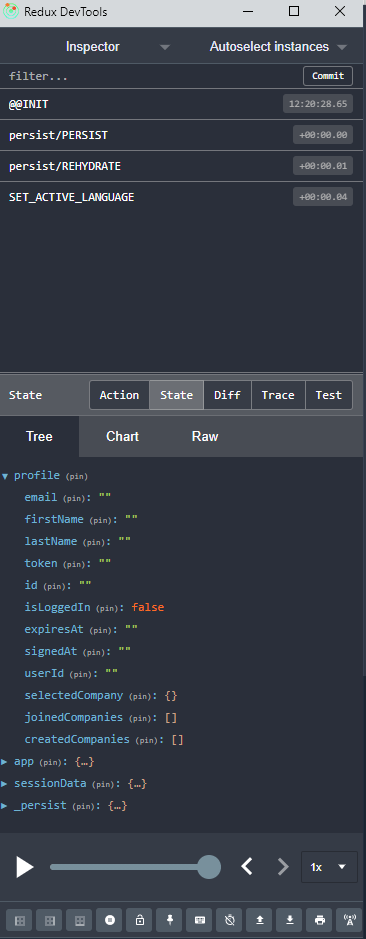 Redux DevTools
Inspector Autoselect instances
filter... Commit
@@INIT 12:20:28.65
persist/PERSIST +00:00.00
persist/REHYDRATE +00:00.01
SET_ACTIVE_LANGUAGE +00:00.04
State Action State Diff Trace Test
Tree Chart Raw
profile (pin)
email (pin): ""
firstName (pin): ""
lastName (pin): ""
token (pin): ""
id (pin): ""
isLoggedIn (pin): false
expiresAt (pin): ""
signedAt (pin): ""
userId (pin): ""
selectedCompany (pin): {}
joinedCompanies (pin): []
createdCompanies (pin): []
app (pin): {…}
sessionData (pin): {…}
_persist (pin): {…}
1x